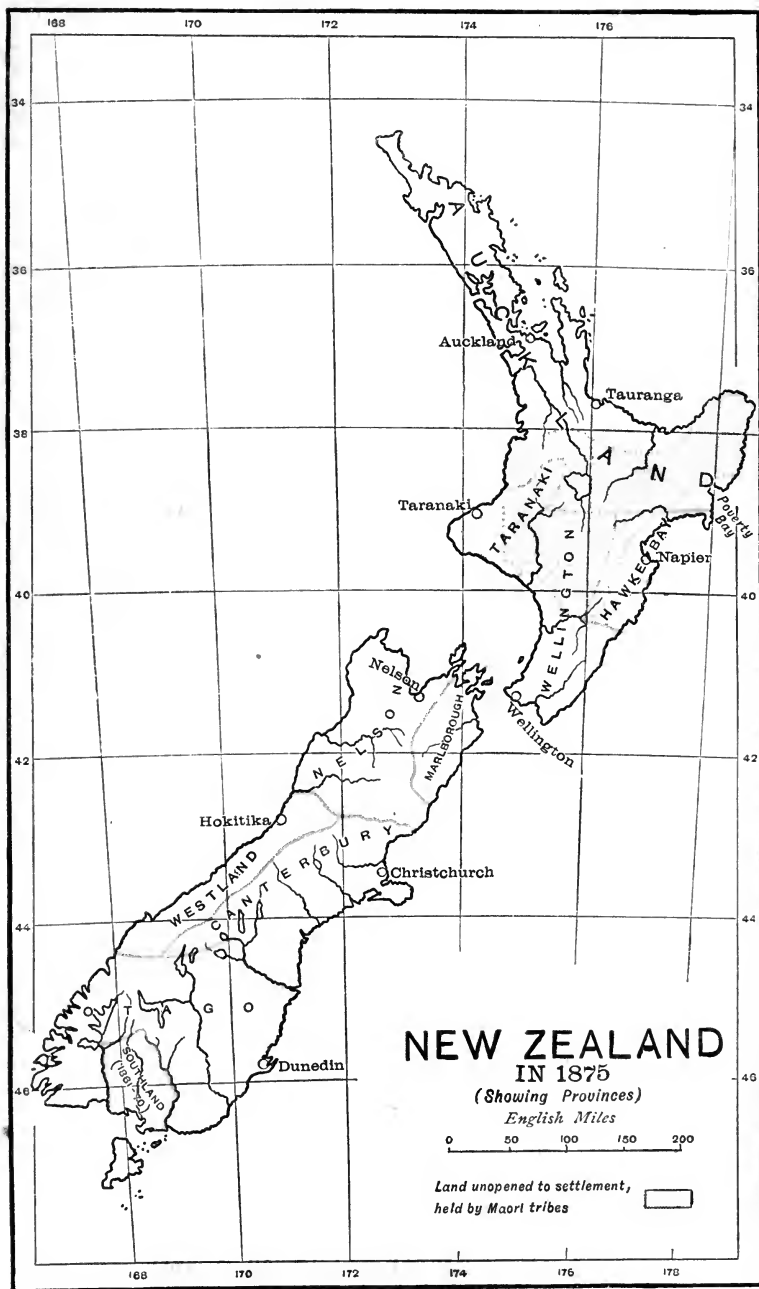 168 170 172 174 176
34 34
36 36
AUCKLAND
Auckland
Tauranga
38 38
Poverty Bay
Taranaki
TARANAKI
HAWKE BAY
Napier
WELLINGTON
40 40
Nelson
NELSON
Wellington
MARLBOROUGH
42 42
Hokitika
WESTLAND
CANTERBURY
Christchurch
44 44
OTAGO
SOUTHLAND
Dunedin
46 46
NEW ZEALAND
IN 1875
(Showing Provinces)
English Miles
0 50 100 150 200
Land unopened to settlement,
held by Maori tribes
168 170 172 174 176 178